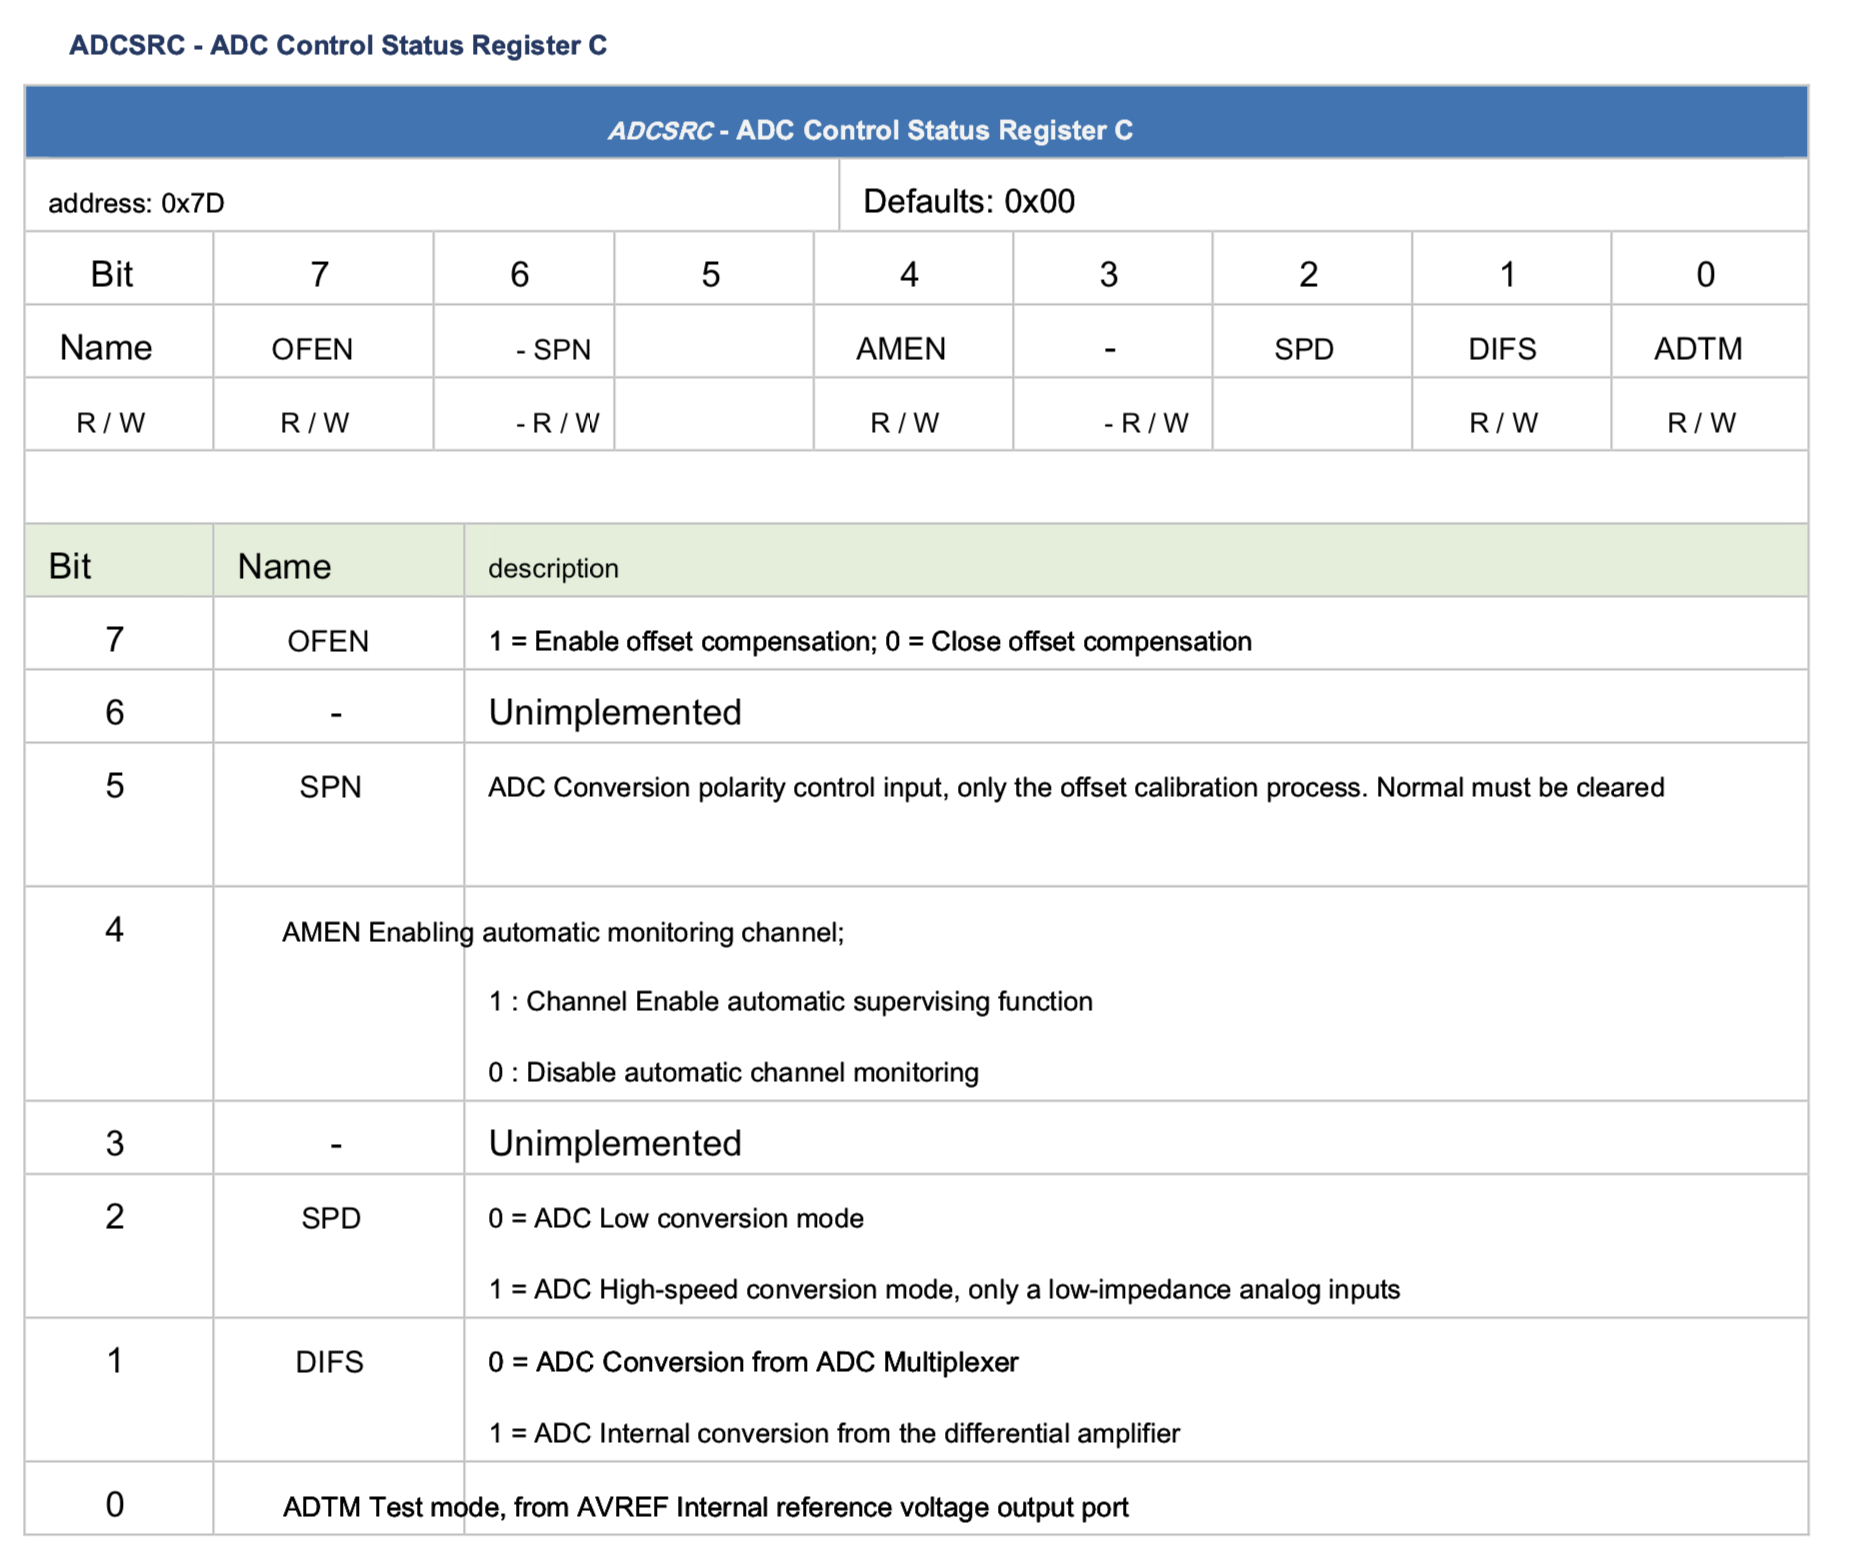 ADCSRC - ADC Control Status Register C
ADCSRC - ADC Control Status Register C
address: 0x7D Defaults: 0x00
Bit 7 6 5 4 3 2 1 0
Name OFEN - SPN AMEN - SPD DIFS ADTM
R / W R / W - R / W R / W - R / W R / W R / W
Bit Name description
7 OFEN 1 = Enable offset compensation; 0 = Close offset compensation
6 - Unimplemented
5 SPN ADC Conversion polarity control input, only the offset calibration process. Normal must be cleared
4 AMEN Enabling automatic monitoring channel;
1 : Channel Enable automatic supervising function
0 : Disable automatic channel monitoring
3 - Unimplemented
2 SPD 0 = ADC Low conversion mode
1 = ADC High-speed conversion mode, only a low-impedance analog inputs
1 DIFS 0 = ADC Conversion from ADC Multiplexer
1 = ADC Internal conversion from the differential amplifier
0 ADTM Test mode, from AVREF Internal reference voltage output port